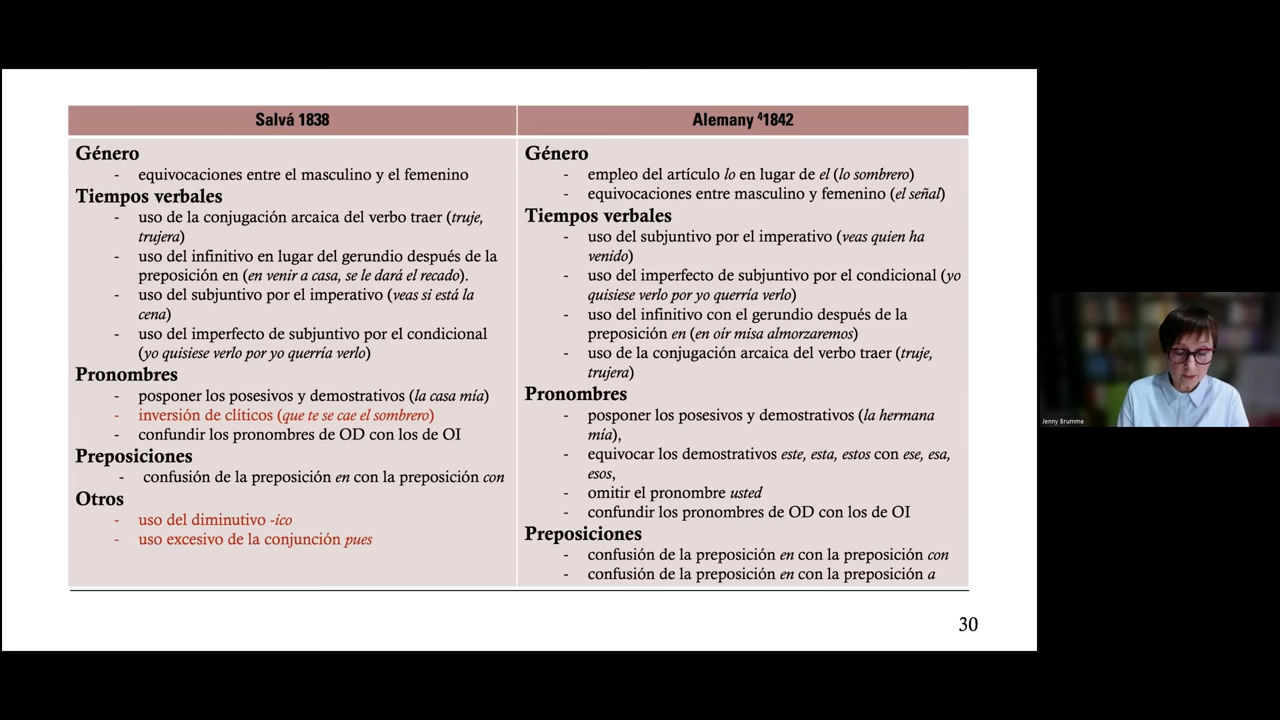 Salvá 1838
Género
- equivocaciones entre el masculino y el femenino
Tiempos verbales
- uso de la conjugación arcaica del verbo traer (truje,
trujera)
- uso del infinitivo en lugar del gerundio después de la
preposición en (en venir a casa, se le dará el recado).
- uso del subjuntivo por el imperativo (veas si está la
cena)
- uso del imperfecto de subjuntivo por el condicional
(yo quisiese verlo por yo querría verlo)
Pronombres
- posponer los posesivos y demostrativos (la casa mía)
- inversión de clíticos (que te se cae el sombrero)
- confundir los pronombres de OD con los de OI
Preposiciones
- confusión de la preposición en con la preposición con
Otros
- uso del diminutivo -ico
- uso excesivo de la conjunción pues
Alemany ⁴1842
Género
- empleo del artículo lo en lugar de el (lo sombrero)
- equivocaciones entre masculino y femenino (el señal)
Tiempos verbales
- uso del subjuntivo por el imperativo (veas quien ha
venido)
- uso del imperfecto de subjuntivo por el condicional (yo
quisiese verlo por yo querría verlo)
- uso del infinitivo con el gerundio después de la
preposición en (en oír misa almorzaremos)
- uso de la conjugación arcaica del verbo traer (truje,
trujera)
Pronombres
- posponer los posesivos y demostrativos (la hermana
mía),
- equivocar los demostrativos este, esta, estos con ese, esa,
esos,
- omitir el pronombre usted
- confundir los pronombres de OD con los de OI
Preposiciones
- confusión de la preposición en con la preposición con
- confusión de la preposición en con la preposición a
30
Jenny Brumme